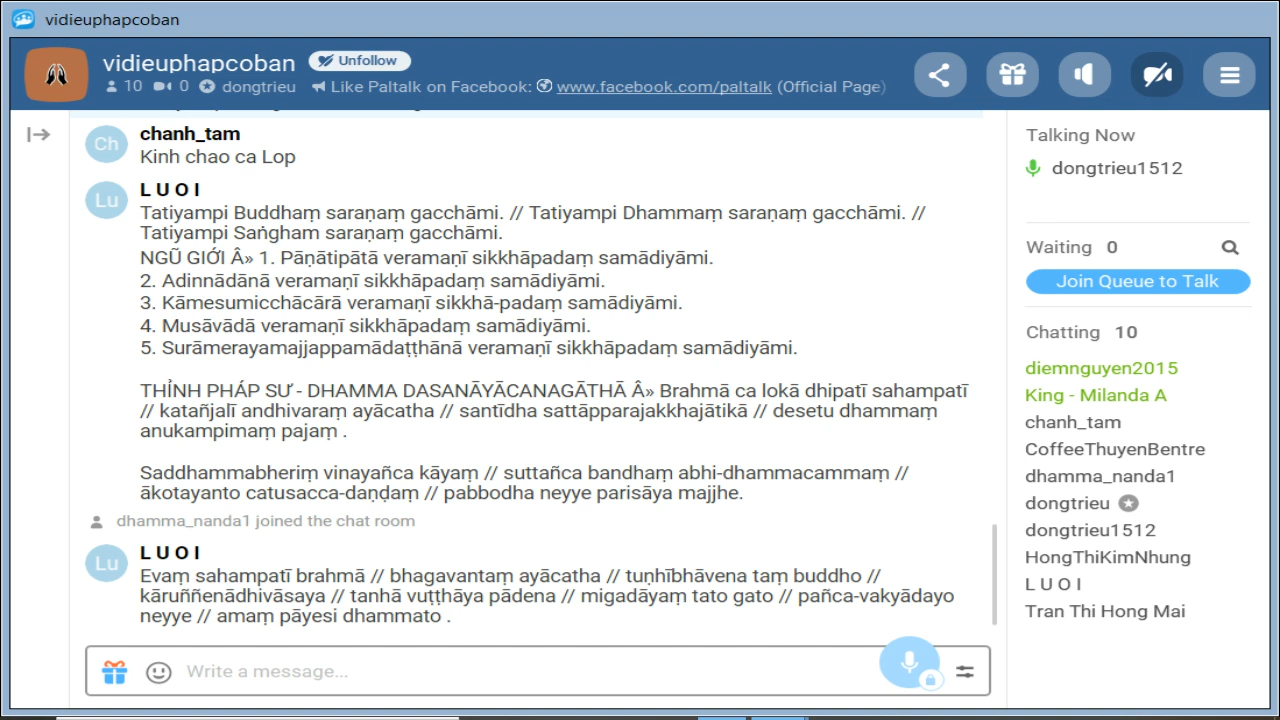 vidieuphapcoban
vidieuphapcoban Unfollow
10 0 dongtrieu Like Paltalk on Facebook: www.facebook.com/paltalk (Official Page)
Ch chanh_tam
Kinh chao ca Lop
Lu L U O I
Tatiyampi Buddhaṃ saraṇaṃ gacchāmi. // Tatiyampi Dhammaṃ saraṇaṃ gacchāmi. //
Tatiyampi Saṅgham saraṇaṃ gacchāmi.
NGŨ GIỚI Â» 1. Pāṇātipātā veramaṇī sikkhāpadaṃ samādiyāmi.
2. Adinnādānā veramaṇī sikkhāpadaṃ samādiyāmi.
3. Kāmesumicchācārā veramaṇī sikkhā-padaṃ samādiyāmi.
4. Musāvādā veramaṇī sikkhāpadaṃ samādiyāmi.
5. Surāmerayamajjappamādaṭṭhānā veramaṇī sikkhāpadaṃ samādiyāmi.
THỈNH PHÁP SƯ - DHAMMA DASANĀYĀCANAGĀTHĀ Â» Brahmā ca lokā dhipatī sahampatī
// katañjalī andhivaraṃ ayācatha // santīdha sattāpparajakkhajātikā // desetu dhammaṃ
anukampimaṃ pajaṃ .
Saddhammabheriṃ vinayañca kāyaṃ // suttañca bandhaṃ abhi-dhammacammaṃ //
ākotayanto catusacca-daṇḍaṃ // pabbodha neyye parisāya majjhe.
dhamma_nanda1 joined the chat room
Lu L U O I
Evaṃ sahampatī brahmā // bhagavantaṃ ayācatha // tuṇhībhāvena taṃ buddho //
kāruññenādhivāsaya // tanhā vuṭṭhāya pādena // migadāyaṃ tato gato // pañca-vakyādayo
neyye // amaṃ pāyesi dhammato .
Write a message...
Talking Now
dongtrieu1512
Waiting 0
Join Queue to Talk
Chatting 10
diemnguyen2015
King - Milanda A
chanh_tam
CoffeeThuyenBentre
dhamma_nanda1
dongtrieu
dongtrieu1512
HongThiKimNhung
L U O I
Tran Thi Hong Mai